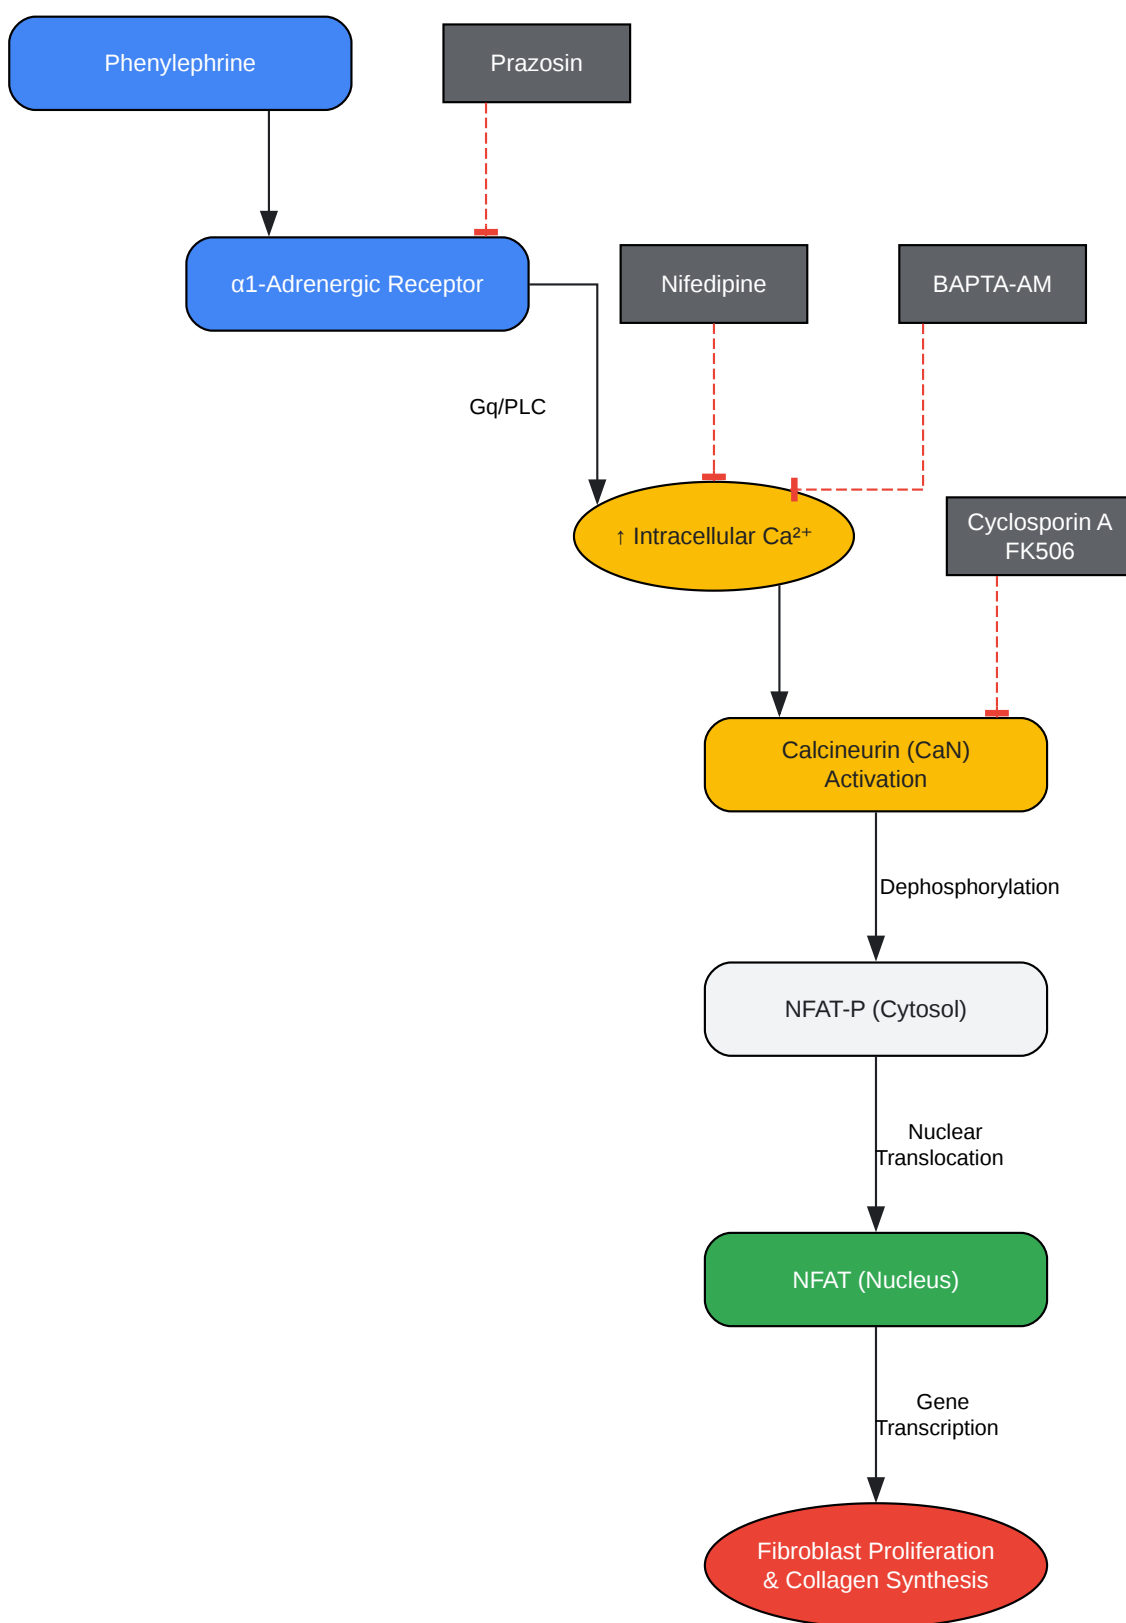 Phenylephrine
Prazosin
α1-Adrenergic Receptor
Nifedipine
BAPTA-AM
Gq/PLC
↑ Intracellular Ca²⁺
Cyclosporin A
FK506
Calcineurin (CaN)
Activation
Dephosphorylation
NFAT-P (Cytosol)
Nuclear
Translocation
NFAT (Nucleus)
Gene
Transcription
Fibroblast Proliferation
& Collagen Synthesis